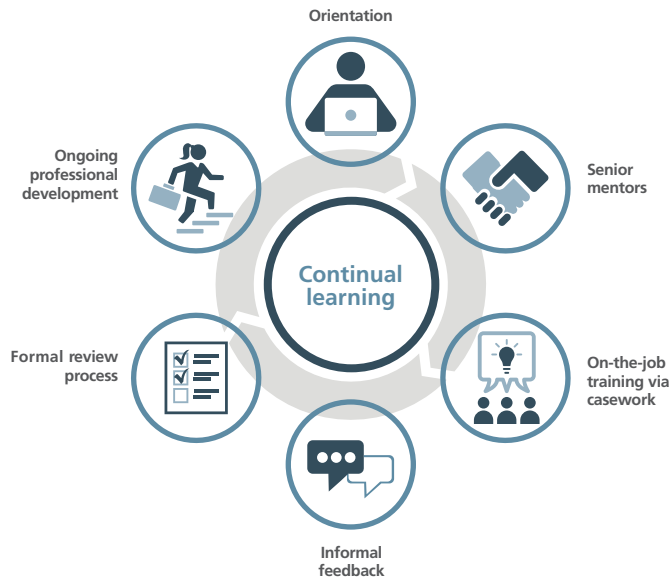 Orientation
Senior
mentors
On-the-job
training via
casework
Informal
feedback
Formal review
process
Ongoing
professional
development
Continual
learning